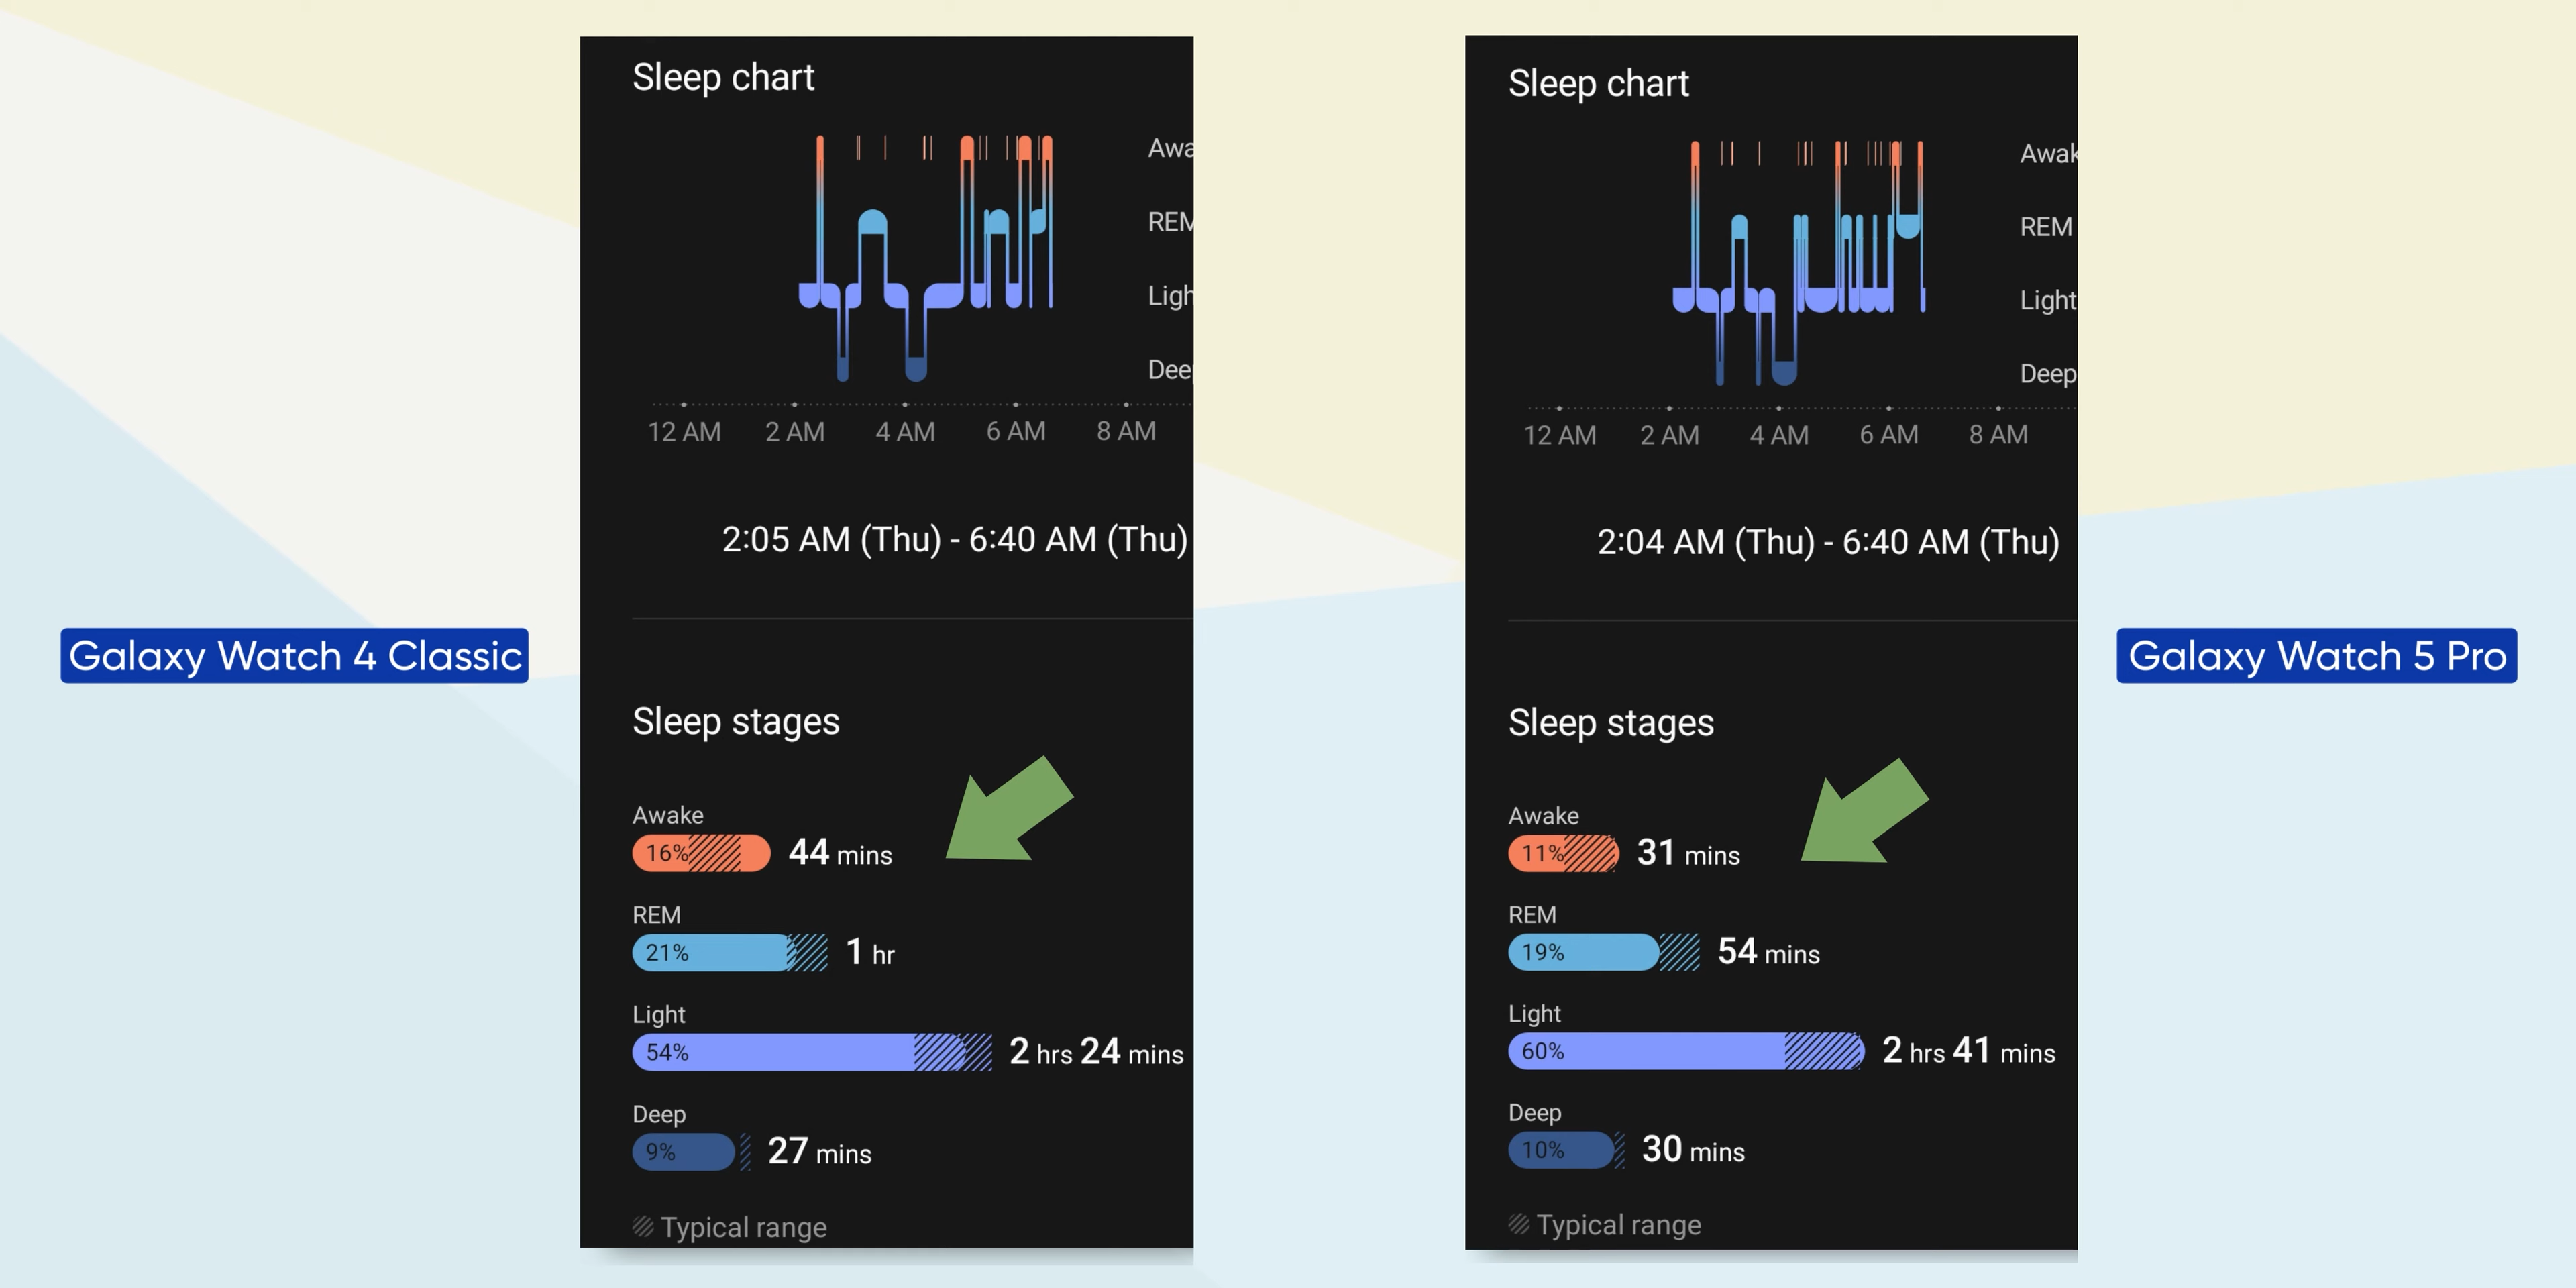 Galaxy Watch 4 Classic
Sleep chart
Awa
REM
Ligh
Deep
12 AM 2 AM 4 AM 6 AM 8 AM
2:05 AM (Thu) - 6:40 AM (Thu)
Sleep stages
Awake
16% 44 mins
REM
21% 1 hr
Light
54% 2 hrs 24 mins
Deep
9% 27 mins
Typical range
Sleep chart
Awak
REM
Light
Deep
12 AM 2 AM 4 AM 6 AM 8 AM
2:04 AM (Thu) - 6:40 AM (Thu)
Sleep stages
Awake
11% 31 mins
REM
19% 54 mins
Light
60% 2 hrs 41 mins
Deep
10% 30 mins
Typical range
Galaxy Watch 5 Pro